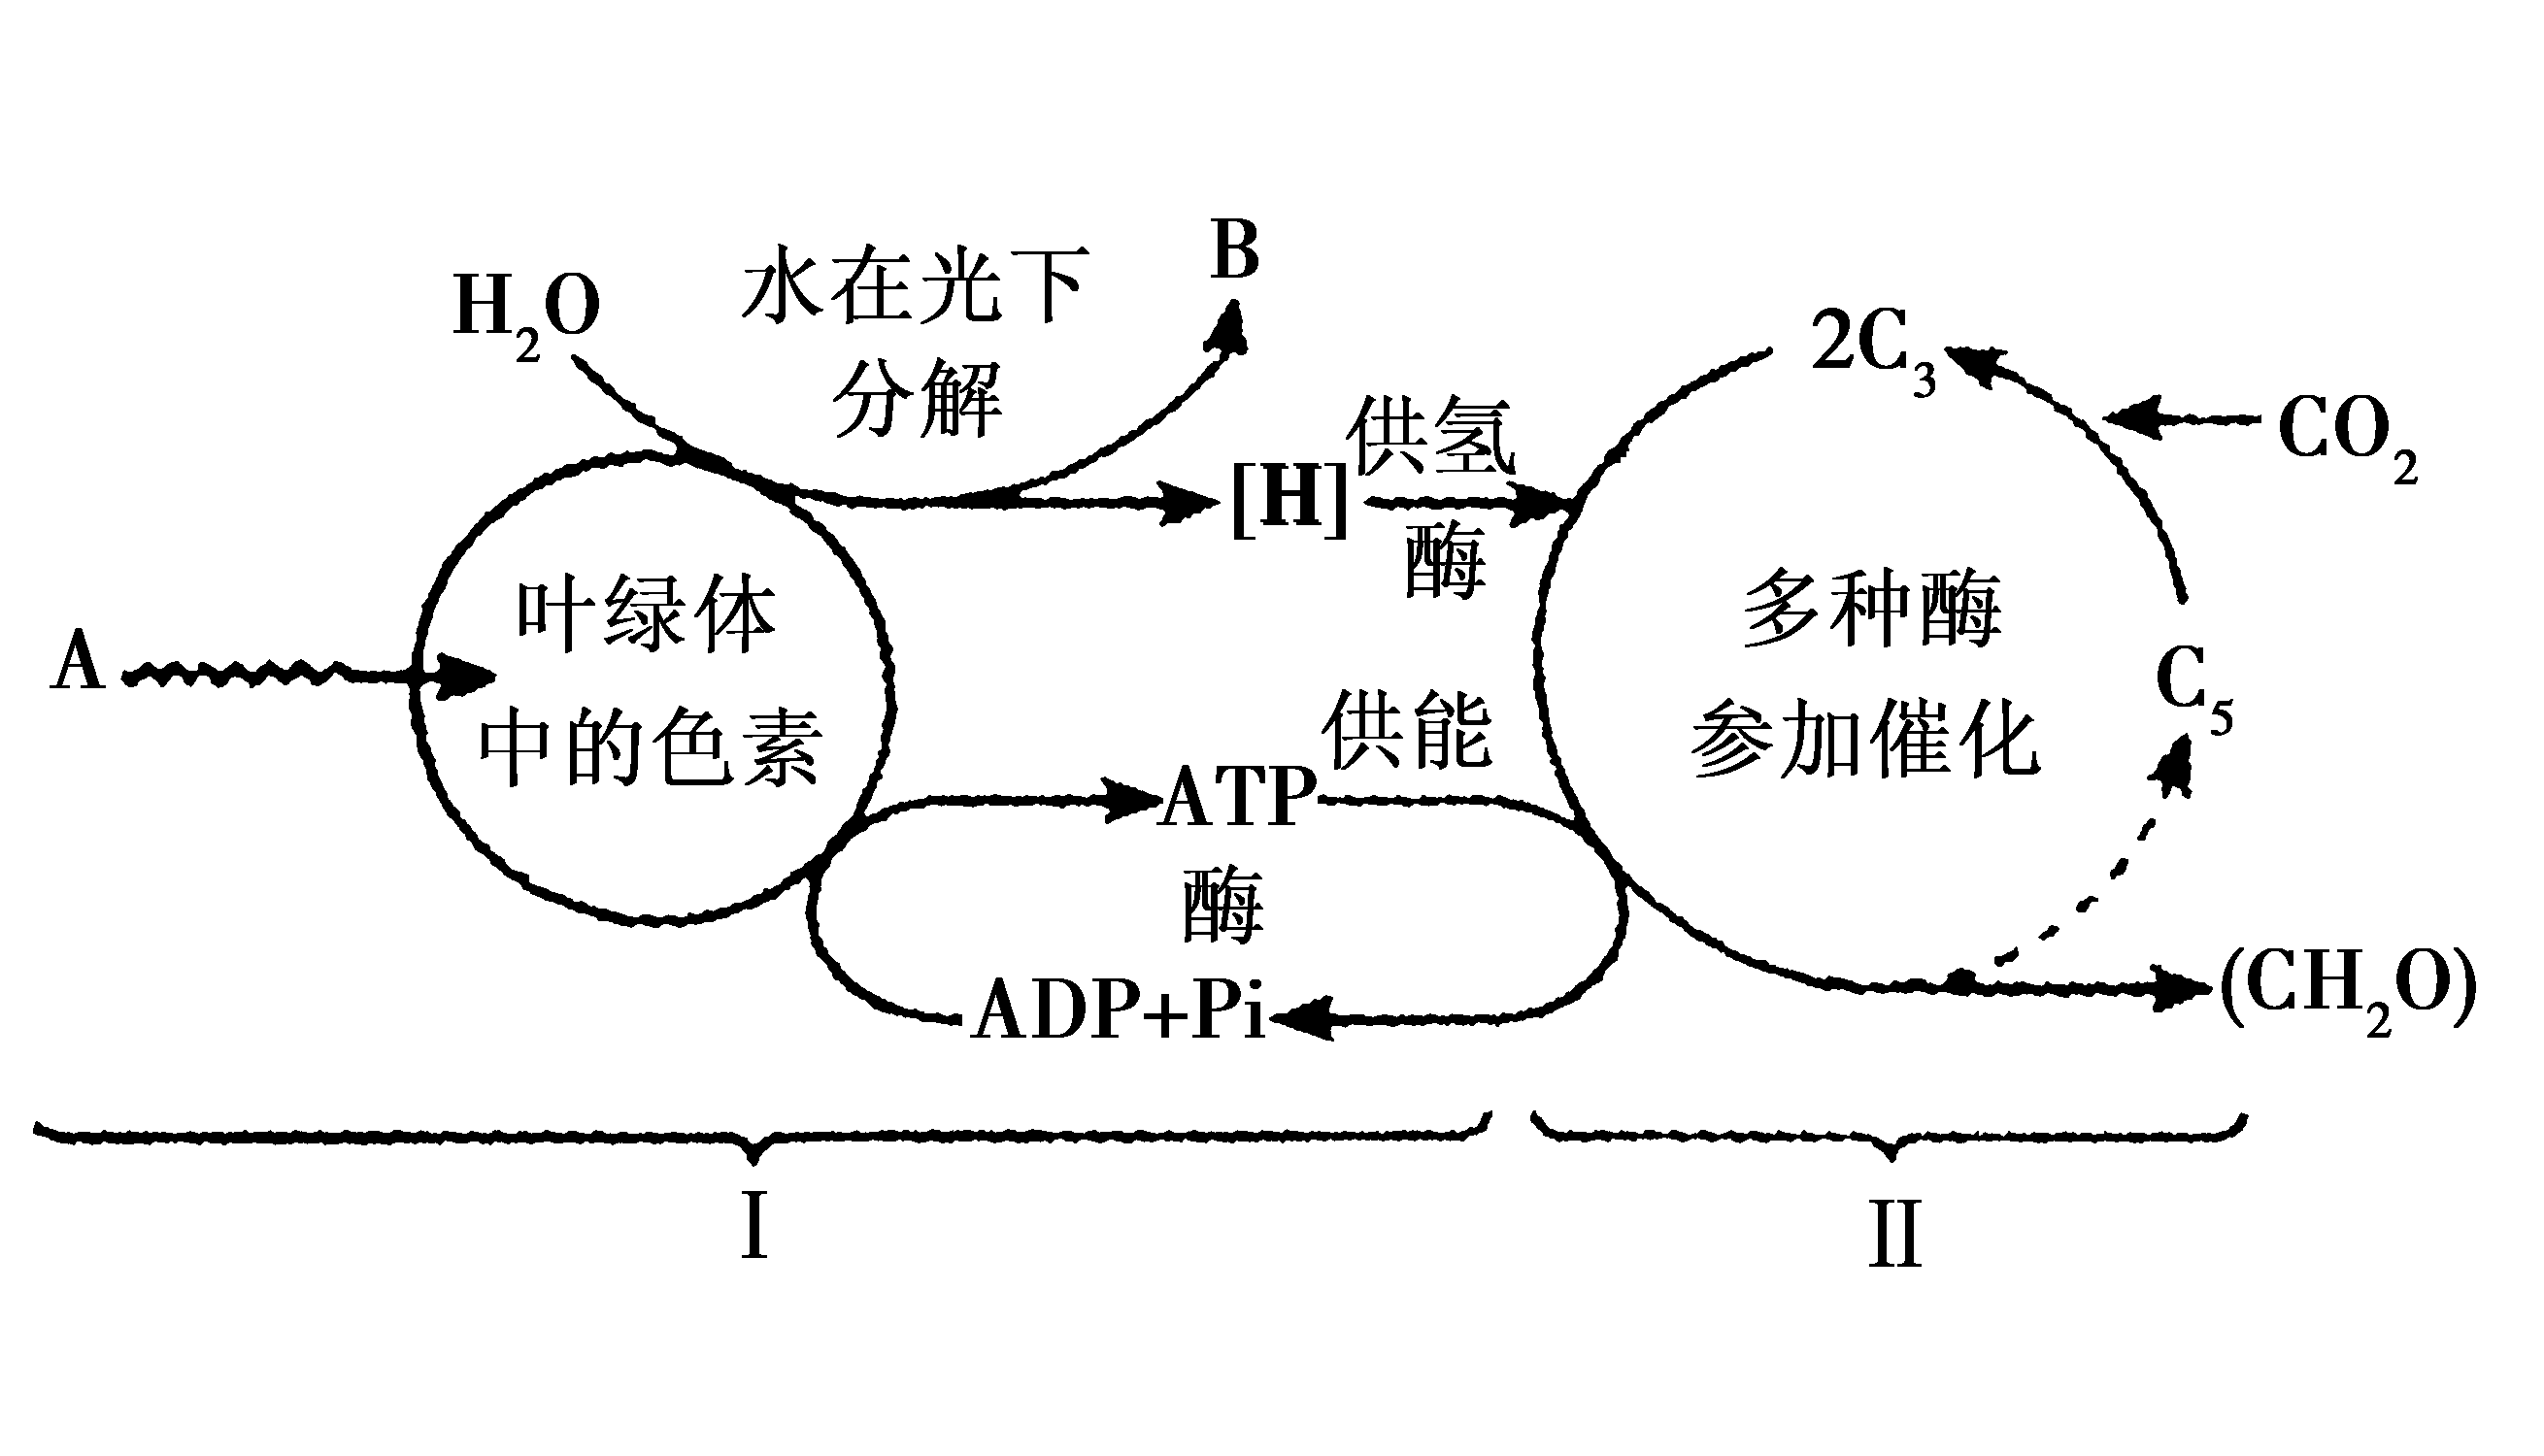 B
H₂O
水在光下
分解
2C₃
CO₂
[H]
供氢
酶
A
叶绿体
中的色素
多种酶
参加催化
C₅
供能
ATP
酶
ADP+Pi
(CH₂O)
I
II